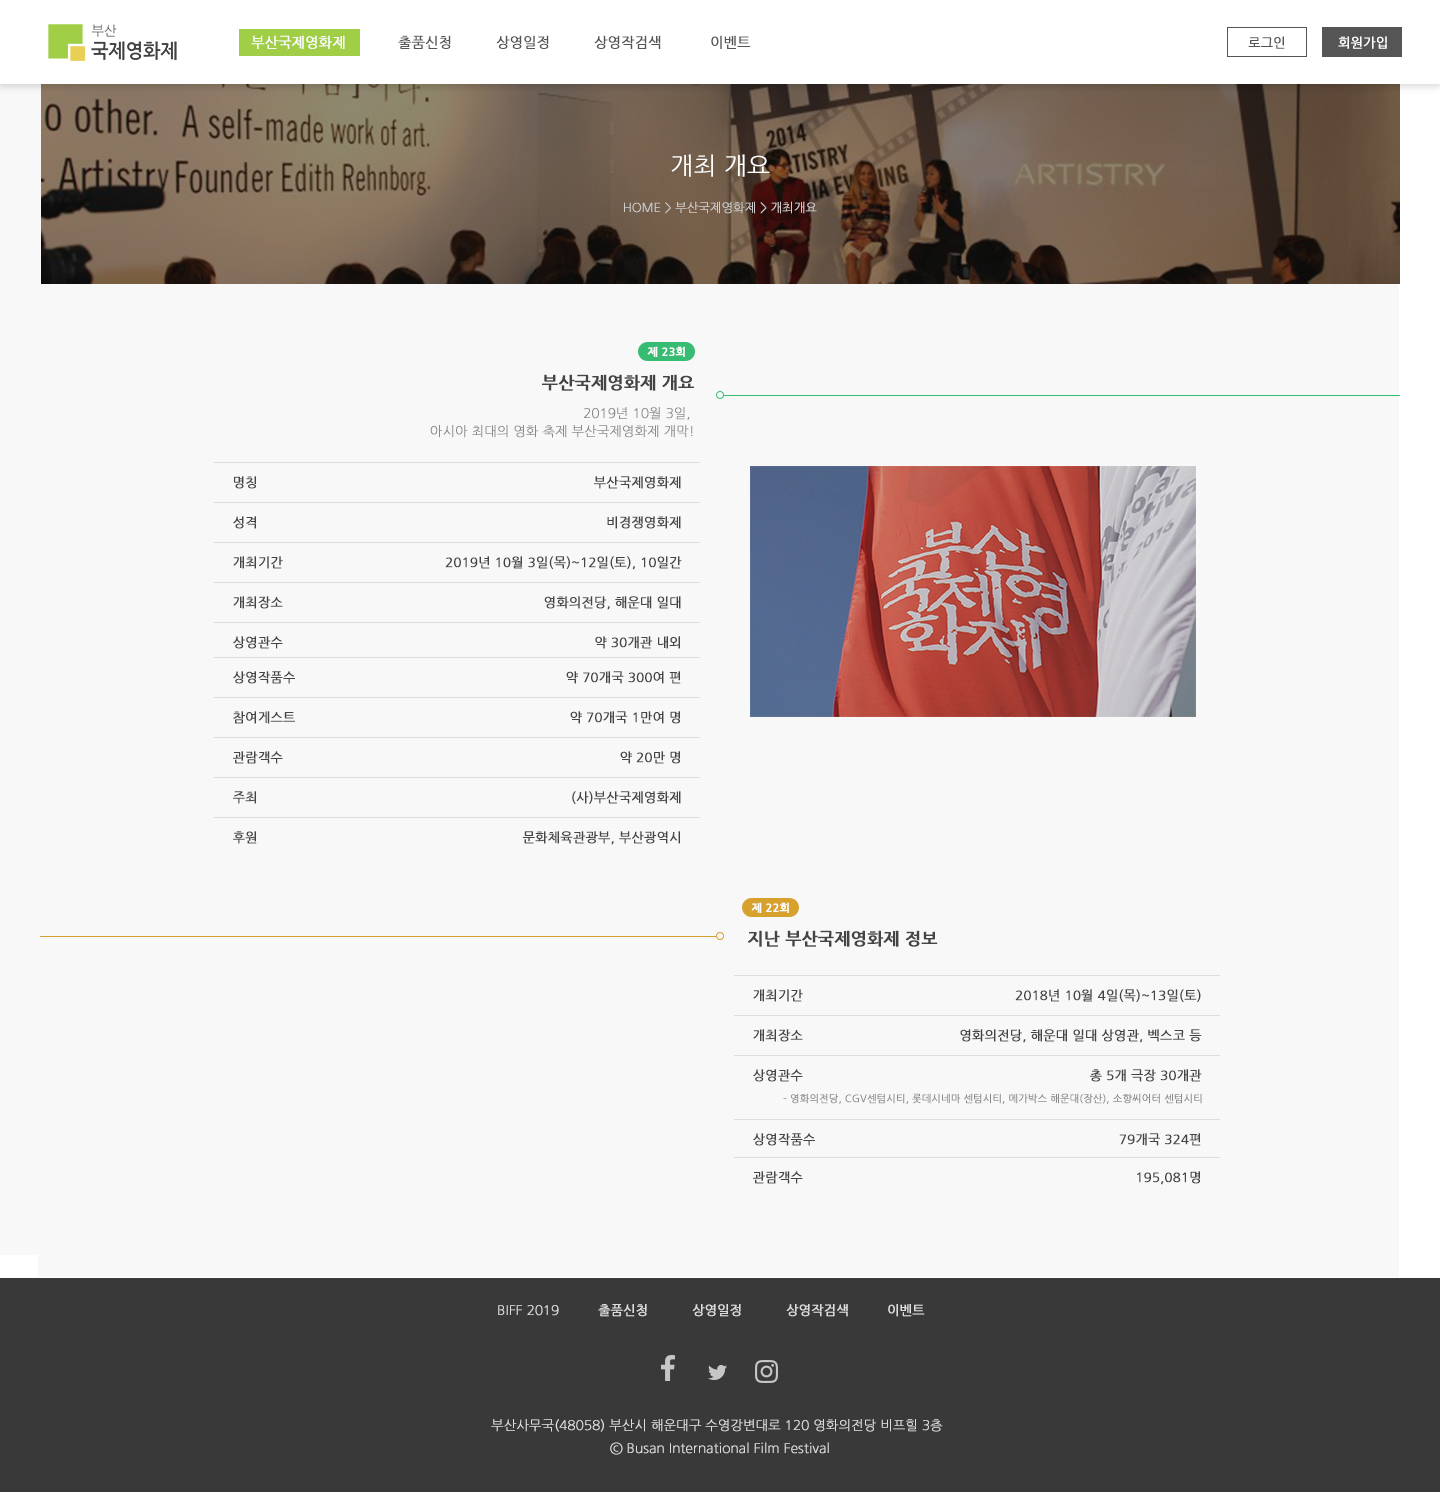 부산
국제영화제
부산국제영화제 출품신청 상영일정 상영작검색 이벤트
로그인 회원가입
o other. A self-made work of art.
Artistry Founder Edith Rehnborg.
2014
ARTISTRY
MEDIA EVENING
ARTISTRY
개최 개요
HOME > 부산국제영화제 > 개최개요
제 23회
부산국제영화제 개요
2019년 10월 3일,
아시아 최대의 영화 축제 부산국제영화제 개막!
명칭 부산국제영화제
성격 비경쟁영화제
개최기간 2019년 10월 3일(목)~12일(토), 10일간
개최장소 영화의전당, 해운대 일대
상영관수 약 30개관 내외
상영작품수 약 70개국 300여 편
참여게스트 약 70개국 1만여 명
관람객수 약 20만 명
주최 (사)부산국제영화제
후원 문화체육관광부, 부산광역시
부산
국제영
화제
2016
제 22회
지난 부산국제영화제 정보
개최기간 2018년 10월 4일(목)~13일(토)
개최장소 영화의전당, 해운대 일대 상영관, 벡스코 등
상영관수 총 5개 극장 30개관
- 영화의전당, CGV센텀시티, 롯데시네마 센텀시티, 메가박스 해운대(장산), 소향씨어터 센텀시티
상영작품수 79개국 324편
관람객수 195,081명
BIFF 2019 출품신청 상영일정 상영작검색 이벤트
부산사무국(48058) 부산시 해운대구 수영강변대로 120 영화의전당 비프힐 3층
© Busan International Film Festival